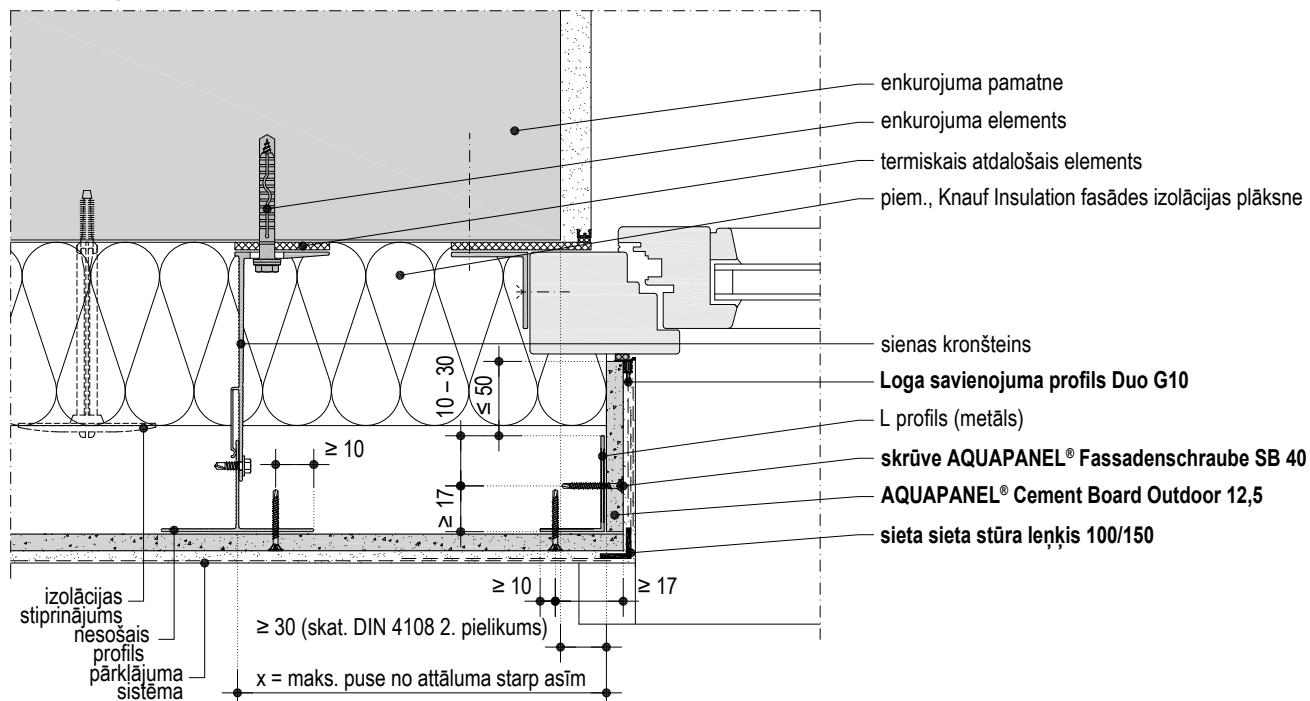 enkurojuma pamatne
enkurojuma elements
termiskais atdalošais elements
piem., Knauf Insulation fasādes izolācijas plāksne
sienas kronšteins
Loga savienojuma profils Duo G10
L profils (metāls)
skrūve AQUAPANEL® Fassadenschraube SB 40
AQUAPANEL® Cement Board Outdoor 12,5
sieta sieta stūra leņķis 100/150
10 – 30
≤ 50
≥ 10
≥ 17
≥ 10
≥ 17
izolācijas
stiprinājums
nesošais
profils
pārklājuma
sistēma
≥ 30 (skat. DIN 4108 2. pielikums)
x = maks. puse no attāluma starp asīm